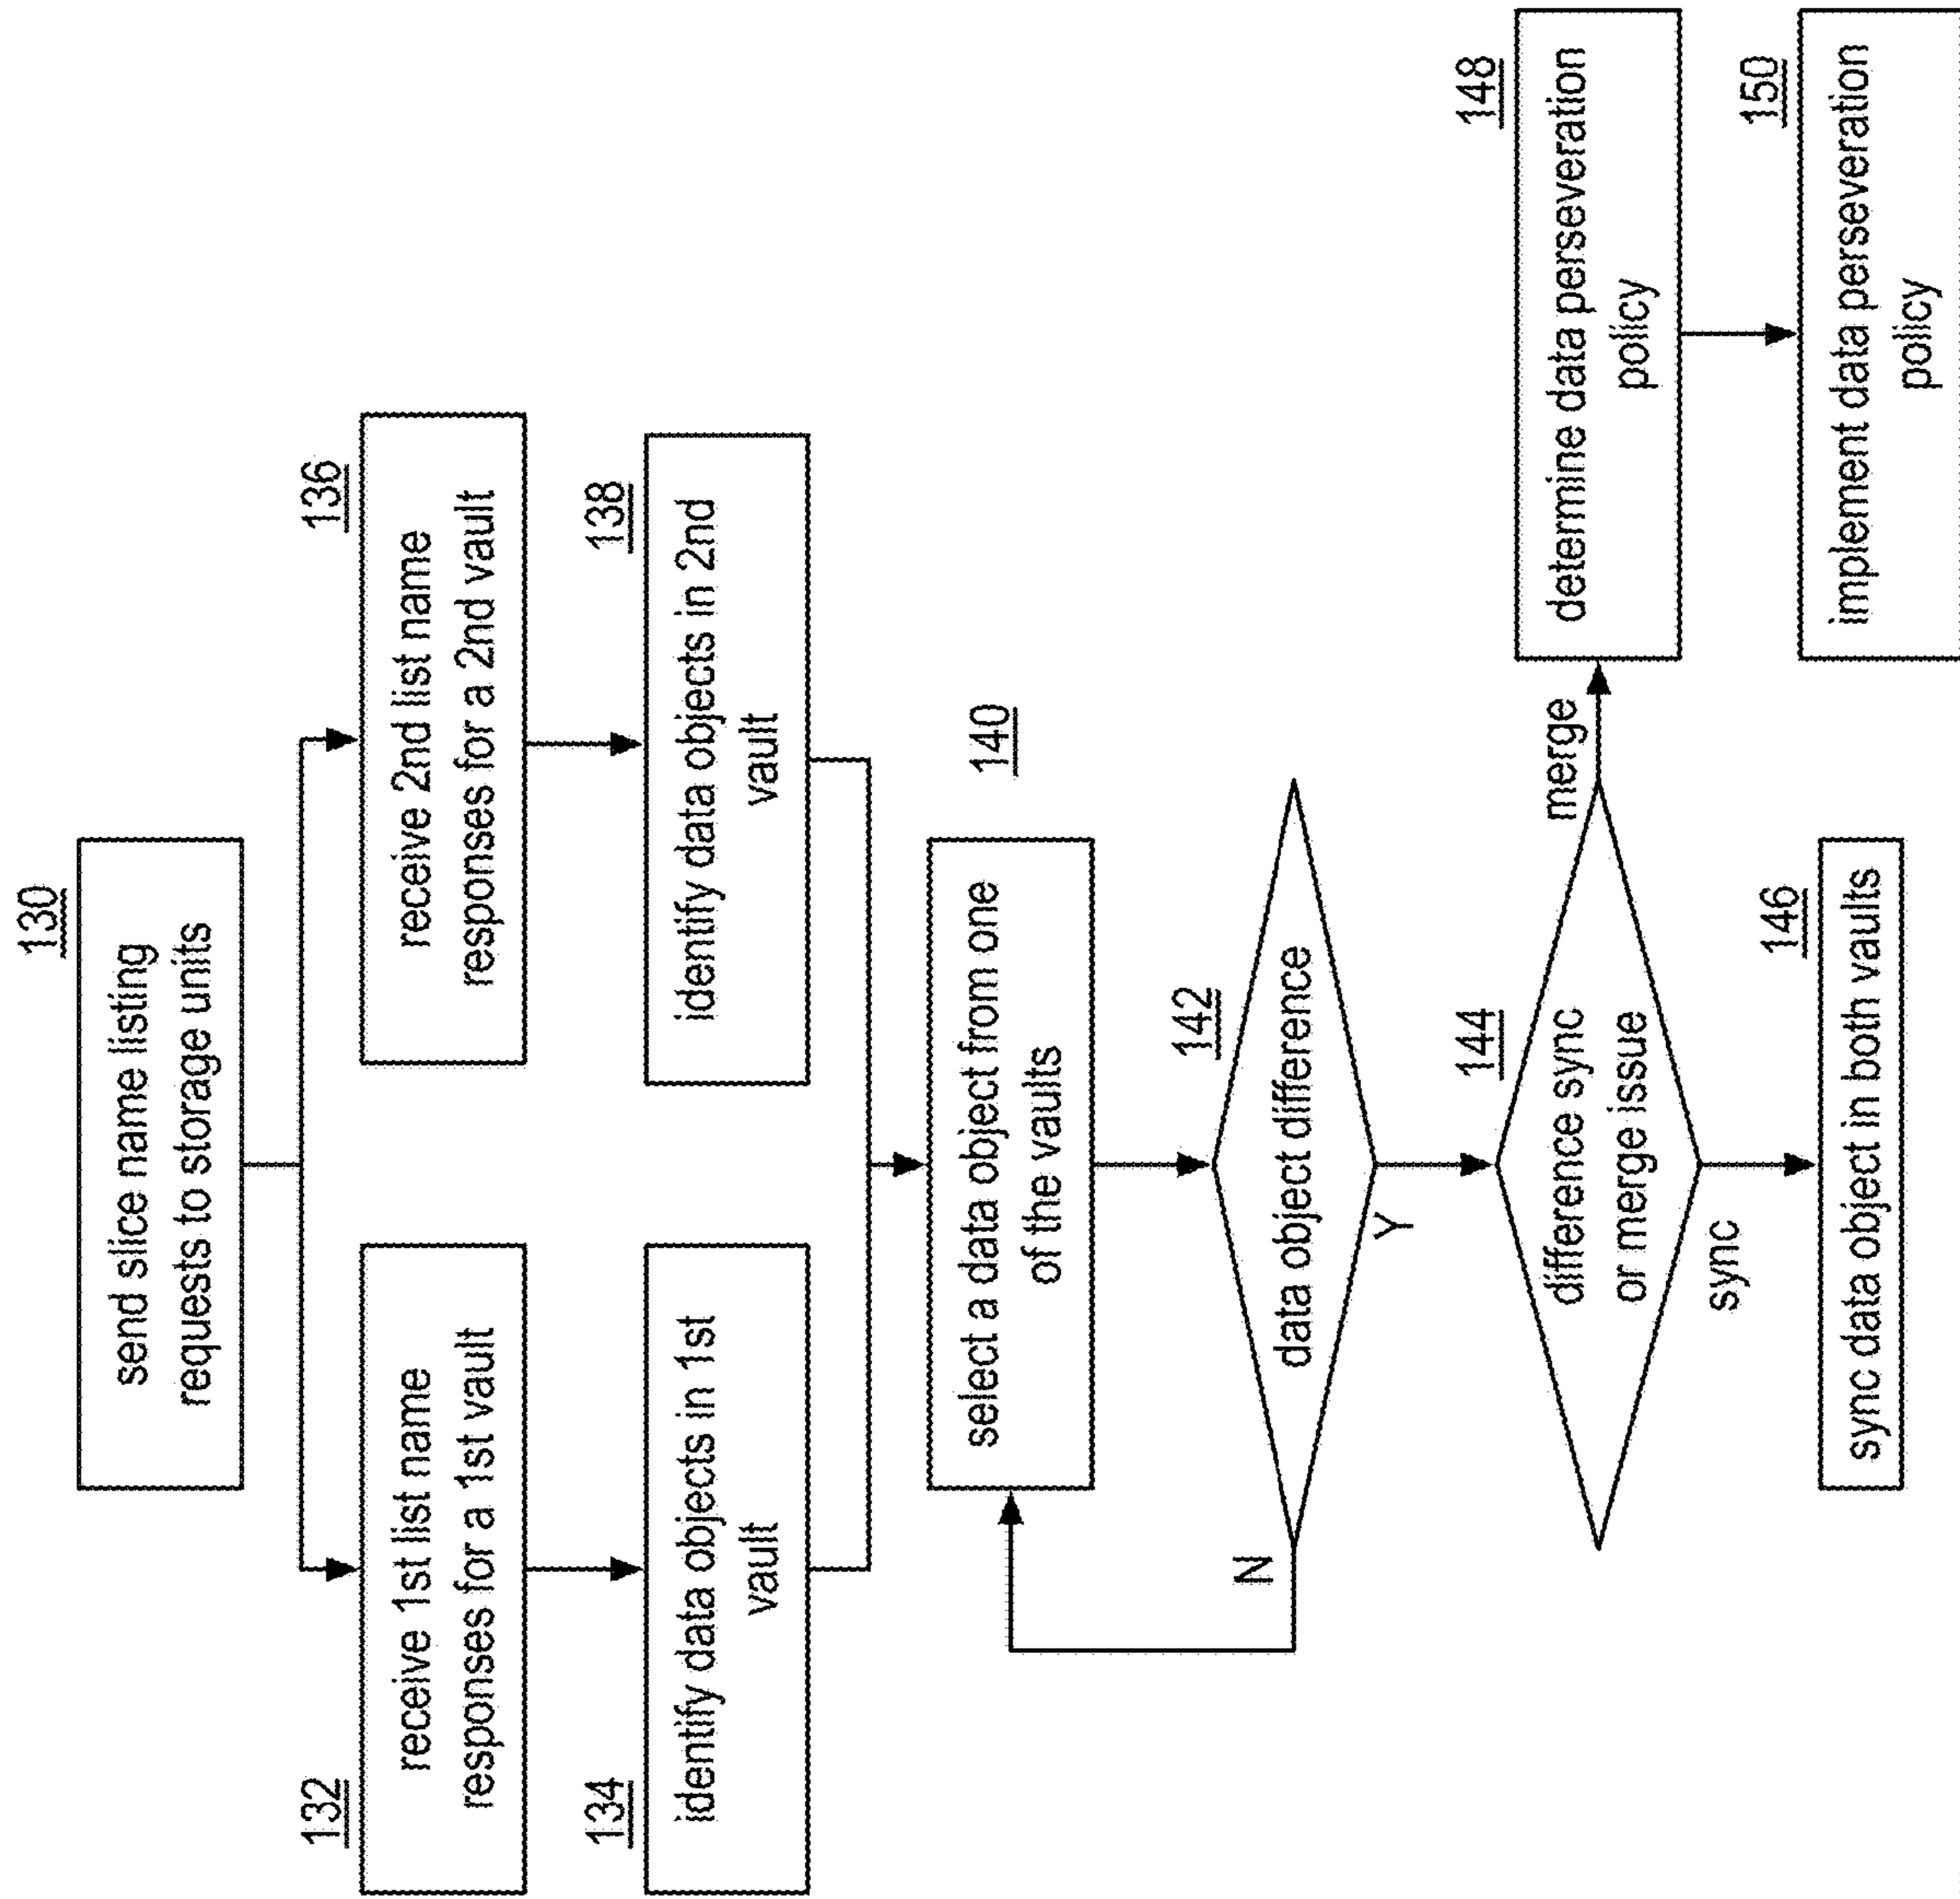 130
send slice name listing
requests to storage units
132
receive 1st list name
responses for a 1st vault
136
receive 2nd list name
responses for a 2nd vault
134
identify data objects in 1st
vault
138
identify data objects in 2nd
vault
140
select a data object from one
of the vaults
142
data object difference
N
Y
144
difference sync
or merge issue
merge
sync
146
sync data object in both vaults
148
determine data perseveration
policy
150
implement data perseveration
policy